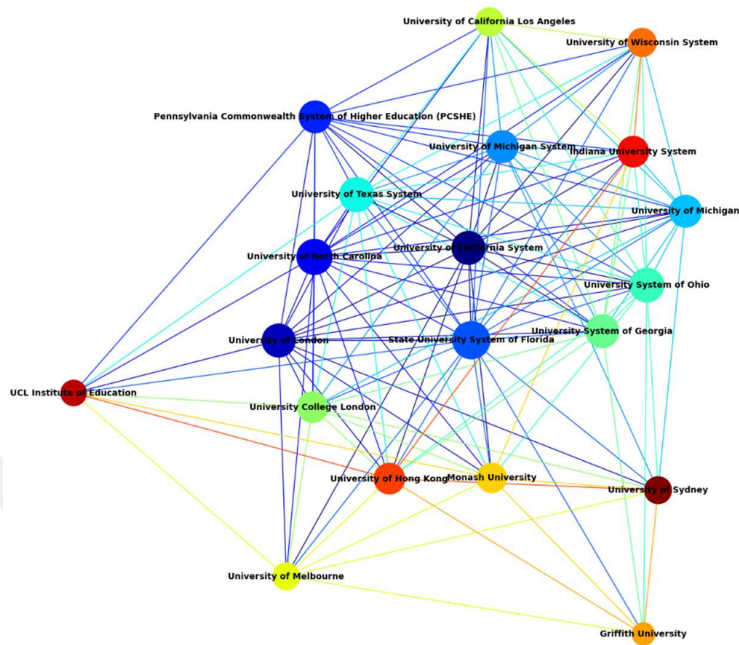 University of California Los Angeles
University of Wisconsin System
Pennsylvania Commonwealth System of Higher Education (PCSHE)
University of Michigan System
Indiana University System
University of Texas System
University of Michigan
University of California System
University of North Carolina
University System of Ohio
University System of Georgia
University of London
State University System of Florida
UCL Institute of Education
University College London
University of Hong Kong
Monash University
University of Sydney
University of Melbourne
Griffith University